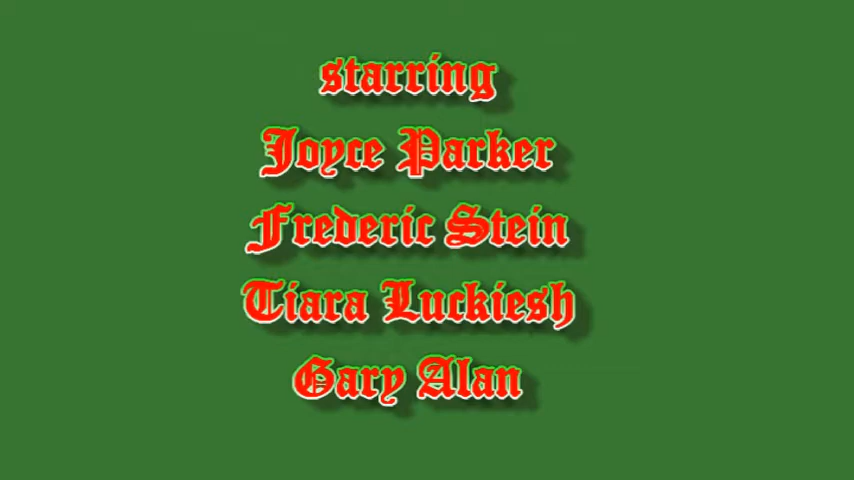 starring
Joyce Parker
Frederic Stein
Tiara Luckiesh
Gary Alan